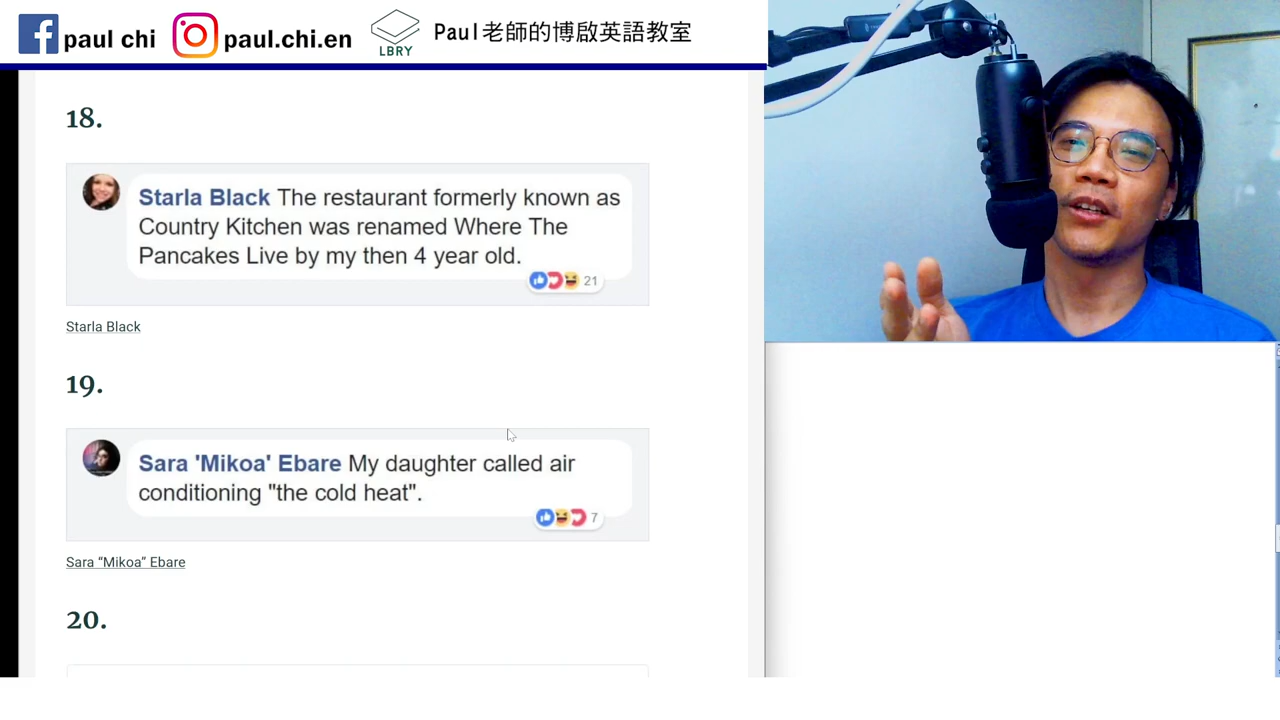 paul chi
paul.chi.en
LBRY
Paul老師的博啟英語教室
18.
Starla Black The restaurant formerly known as
Country Kitchen was renamed Where The
Pancakes Live by my then 4 year old.
21
Starla Black
19.
Sara 'Mikoa' Ebare My daughter called air
conditioning "the cold heat".
7
Sara “Mikoa” Ebare
20.